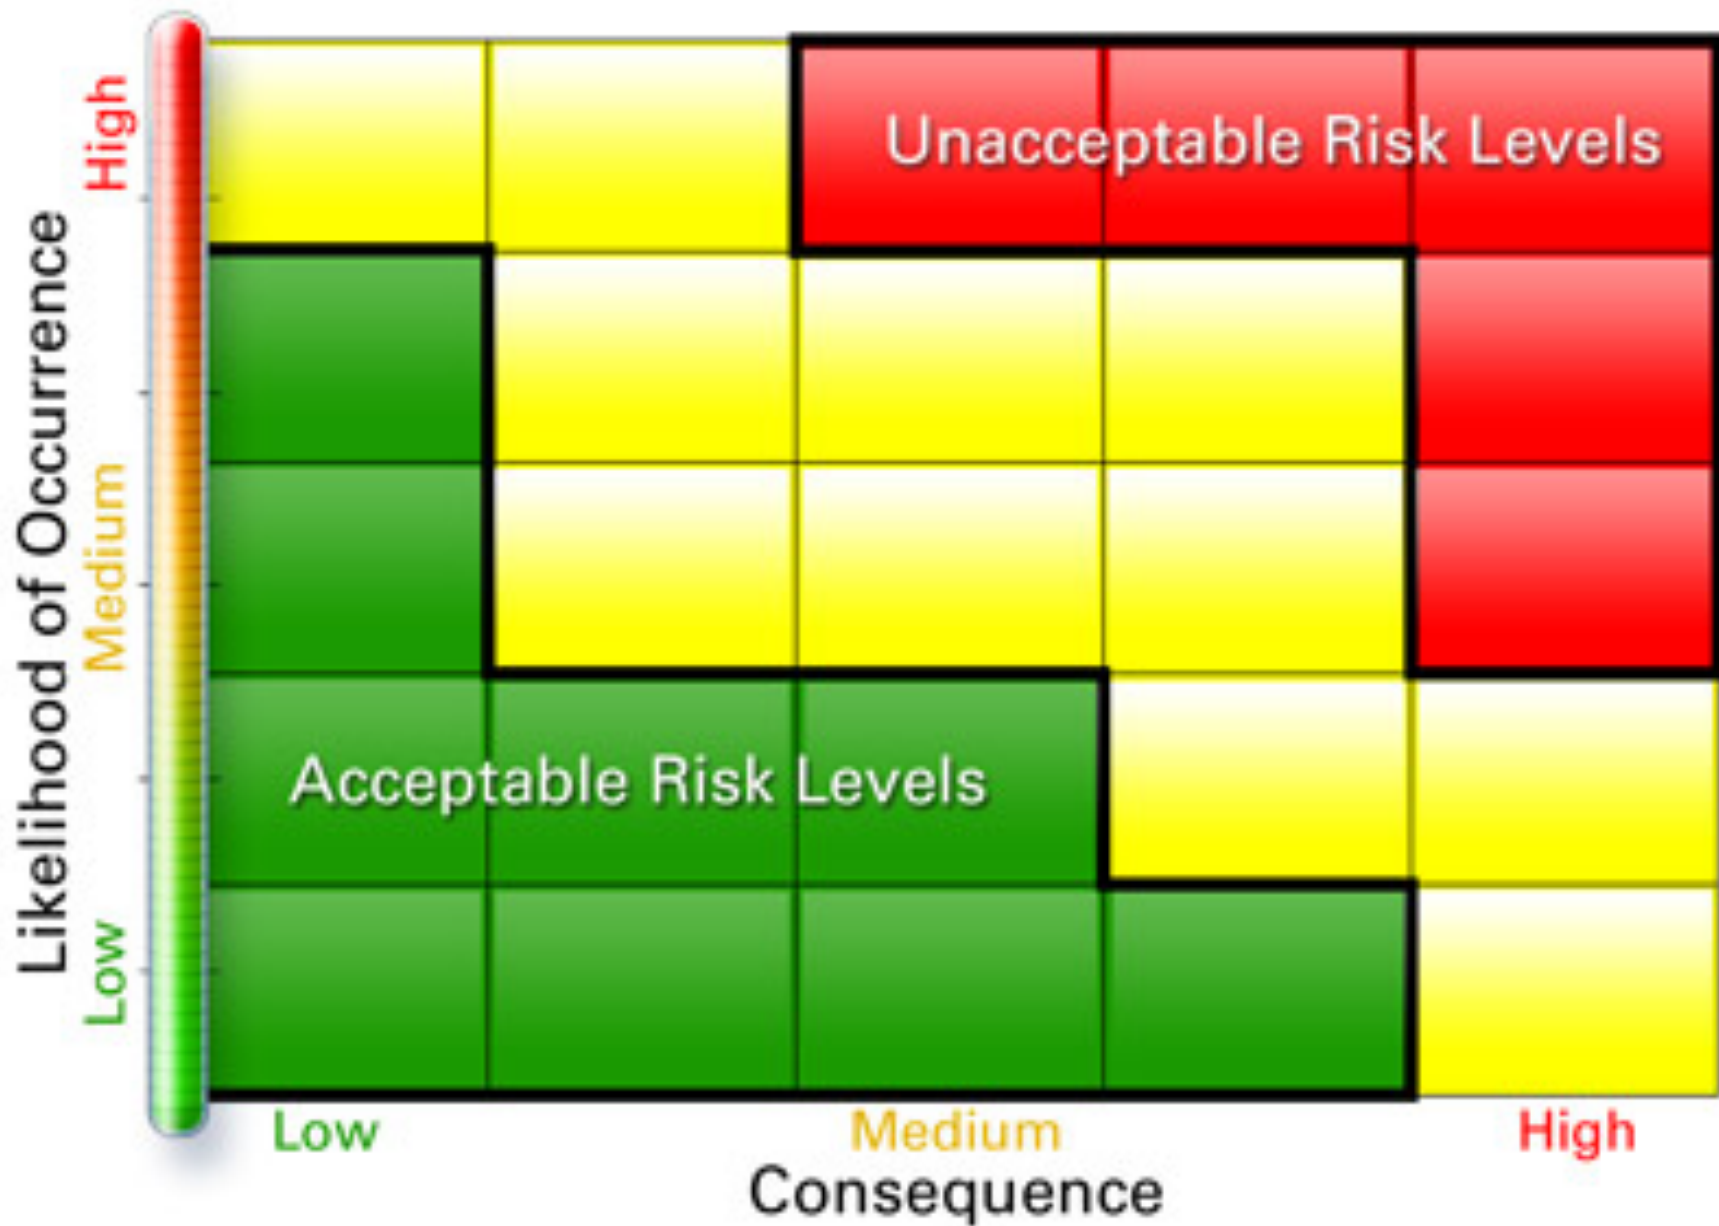 Likelihood of Occurrence
High
Medium
Low
Unacceptable Risk Levels
Acceptable Risk Levels
Low
Medium
High
Consequence